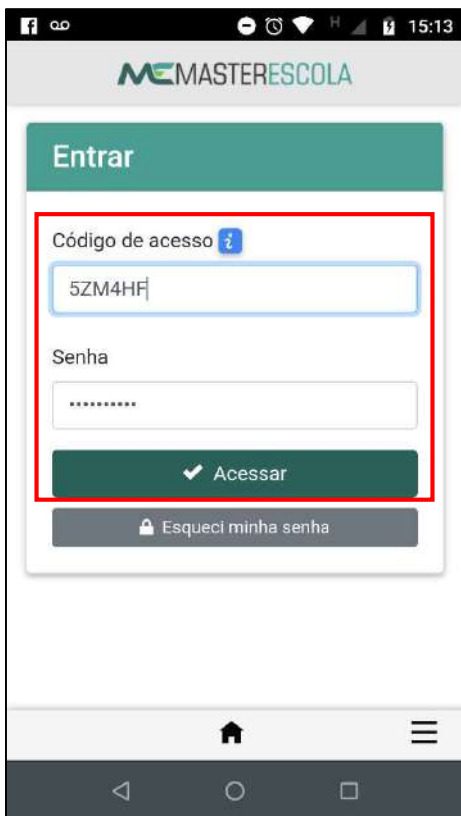 15:13
MASTERESCOLA
Entrar
Código de acesso i
5ZM4HF
Senha
••••••••••
Acessar
Esqueci minha senha